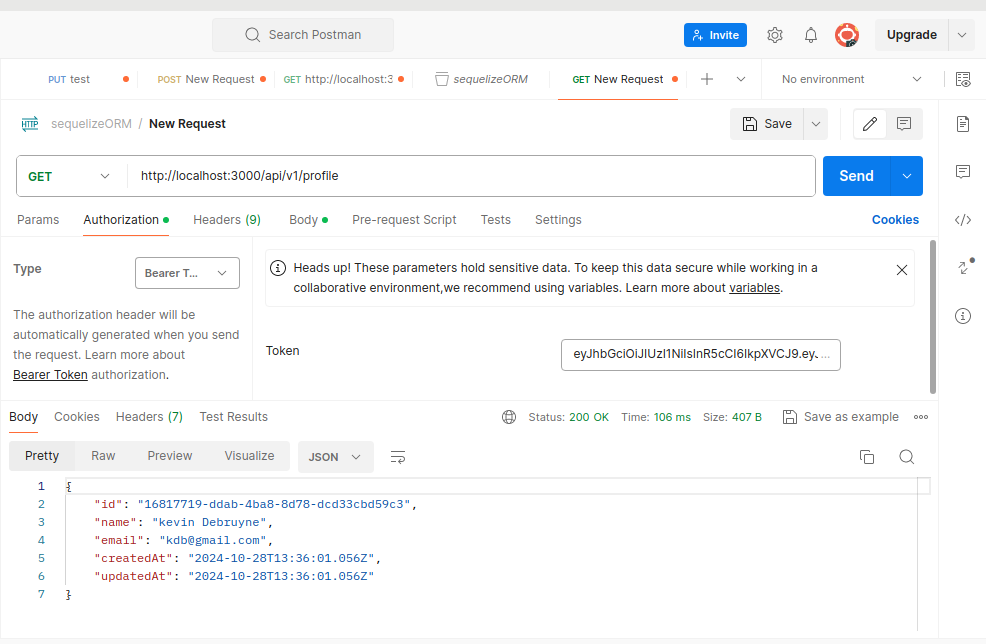 Search Postman
Invite
Upgrade
PUT test
POST New Request
GET http://localhost:3
sequelizeORM
GET New Request
No environment
HTTP sequelizeORM / New Request
Save
GET http://localhost:3000/api/v1/profile
Send
Params Authorization Headers (9) Body Pre-request Script Tests Settings Cookies
Type
Bearer T...
The authorization header will be
automatically generated when you send
the request. Learn more about
Bearer Token authorization.
Heads up! These parameters hold sensitive data. To keep this data secure while working in a
collaborative environment,we recommend using variables. Learn more about variables.
Token
eyJhbGciOiJIUzI1NiIsInR5cCI6IkpXVCJ9.ey...
Body Cookies Headers (7) Test Results
Status: 200 OK Time: 106 ms Size: 407 B Save as example
Pretty Raw Preview Visualize JSON
1 {
2 "id": "16817719-ddab-4ba8-8d78-dcd33cbd59c3",
3 "name": "kevin Debruyne",
4 "email": "kdb@gmail.com",
5 "createdAt": "2024-10-28T13:36:01.056Z",
6 "updatedAt": "2024-10-28T13:36:01.056Z"
7 }